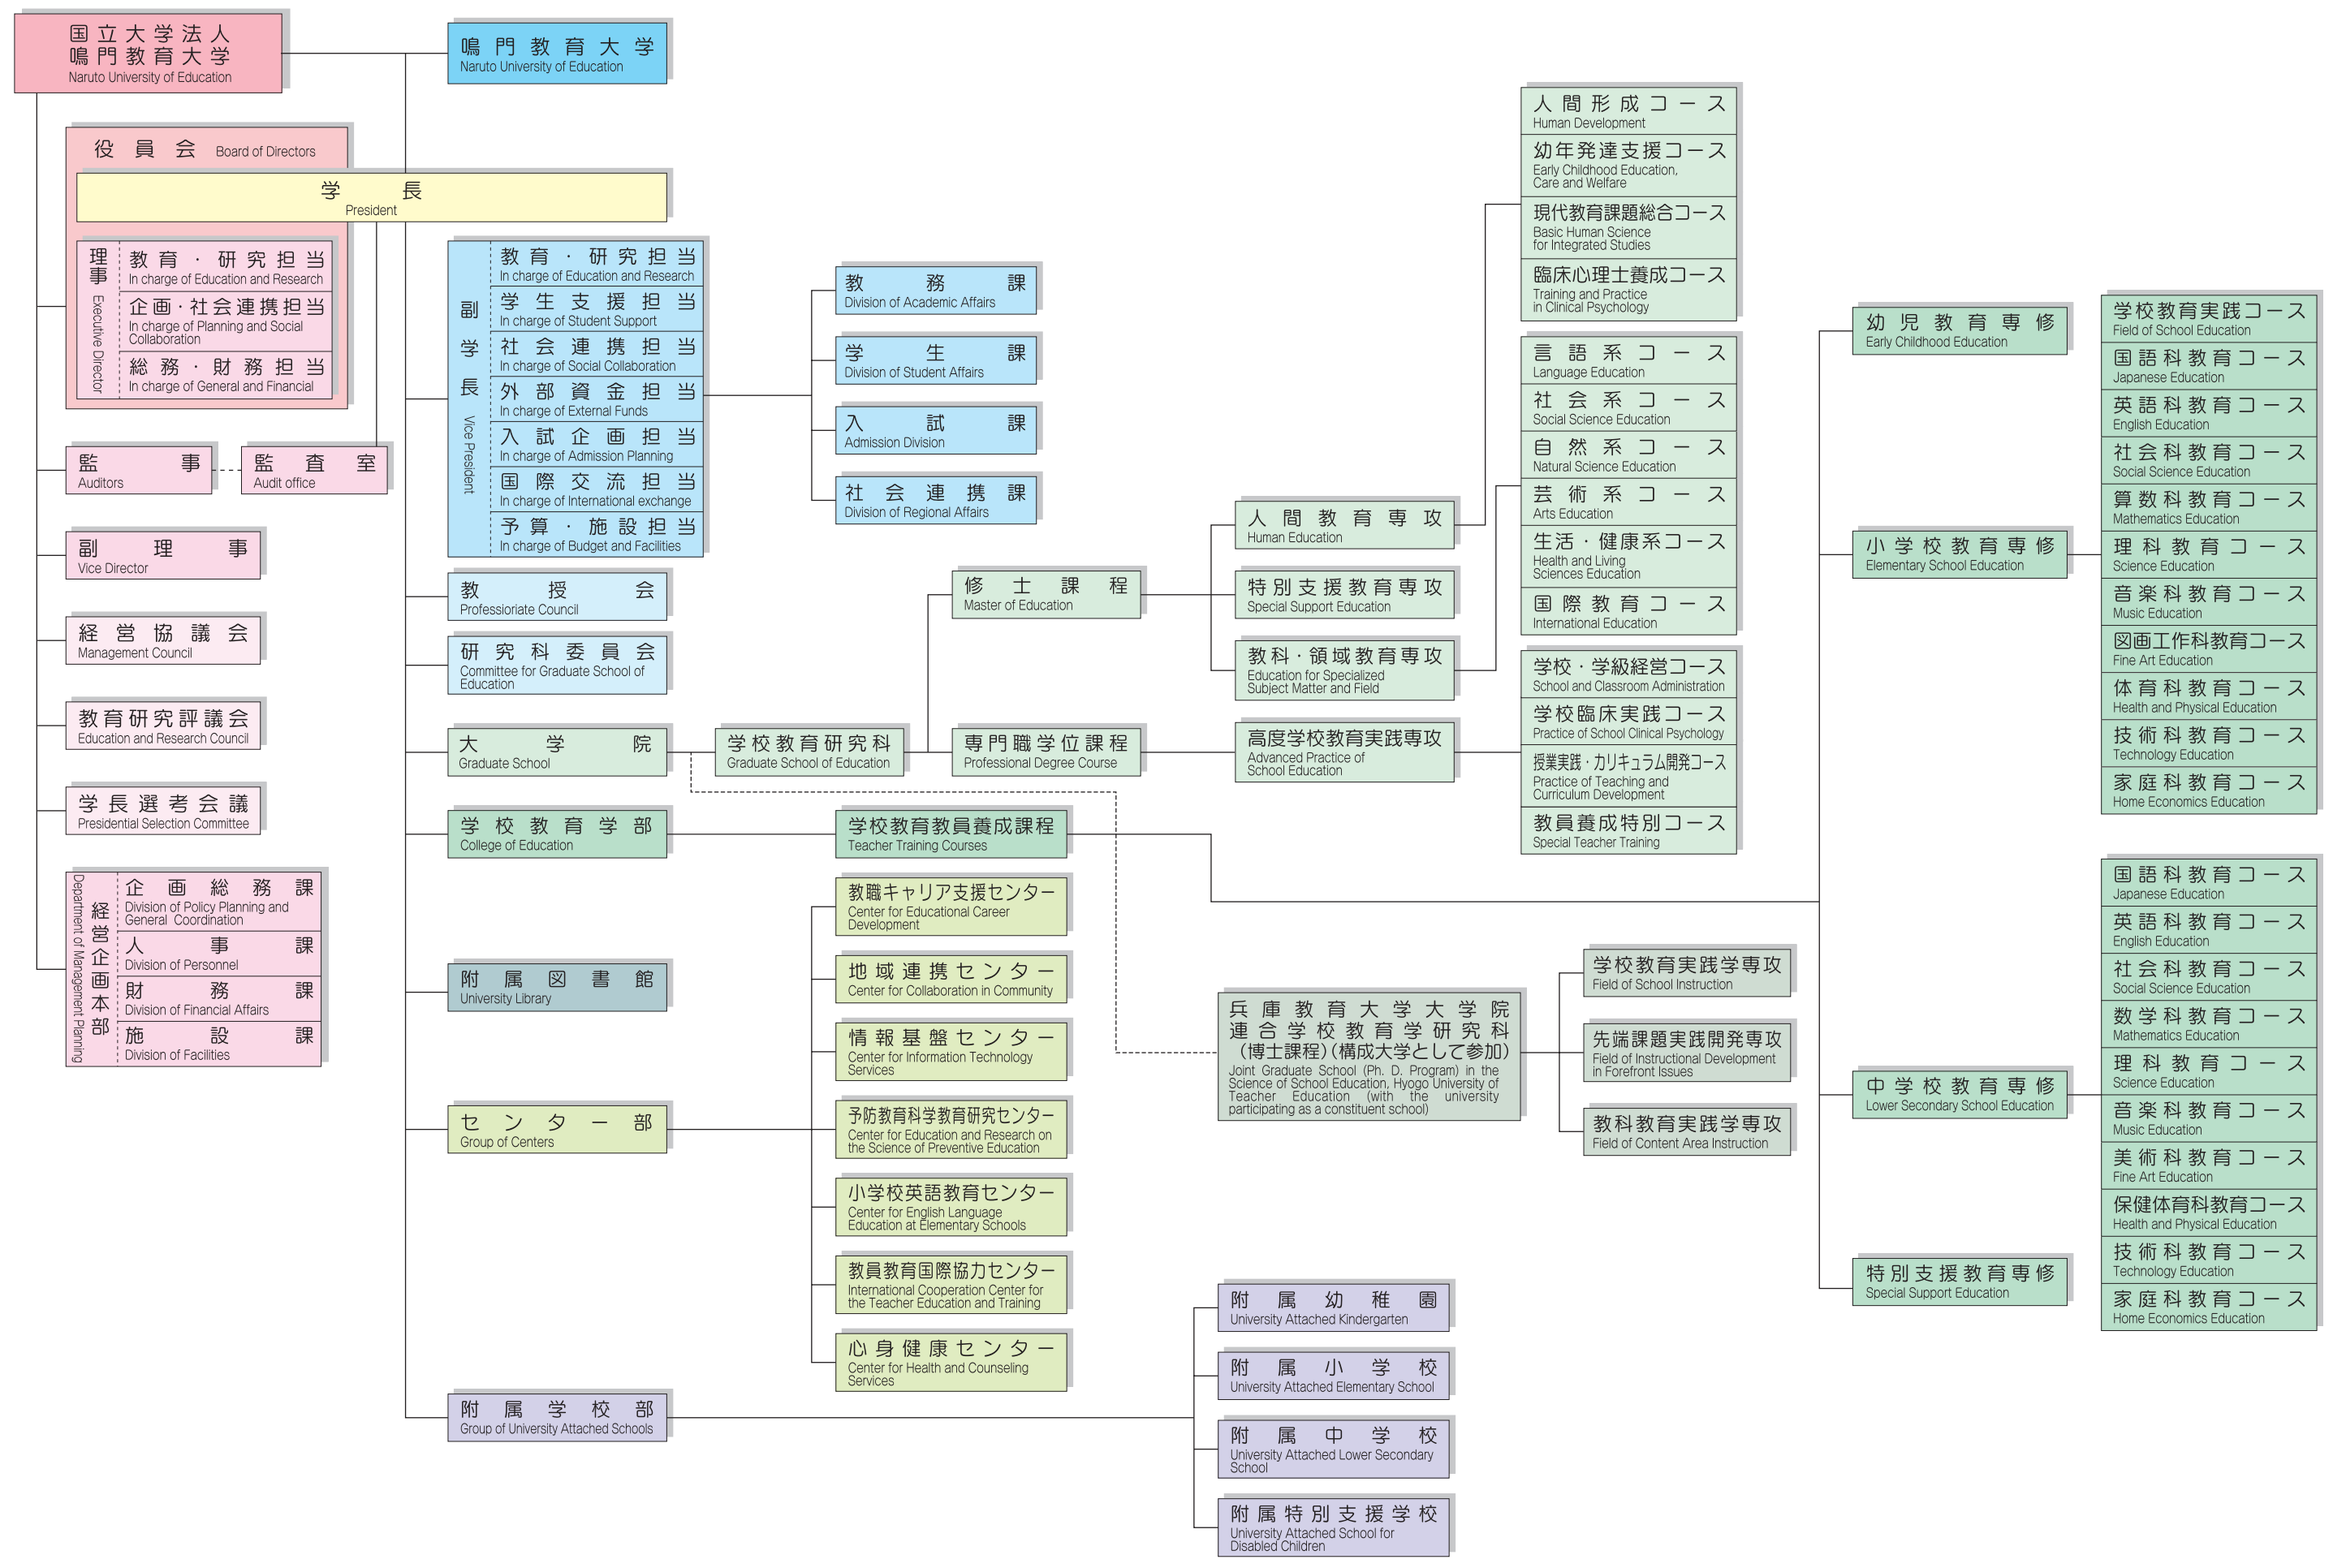 国立大学法人
鳴門教育大学
Naruto University of Education
鳴門教育大学
Naruto University of Education
役員会 Board of Directors
学長
President
理事 Executive Director
教育・研究担当
In charge of Education and Research
企画・社会連携担当
In charge of Planning and Social
Collaboration
総務・財務担当
In charge of General and Financial
監事
Auditors
監査室
Audit office
副理事
Vice Director
経営協議会
Management Council
教育研究評議会
Education and Research Council
学長選考会議
Presidential Selection Committee
経営企画本部
Department of Management Planning
企画総務課
Division of Policy Planning and
General Coordination
人事課
Division of Personnel
財務課
Division of Financial Affairs
施設課
Division of Facilities
副学長 Vice President
教育・研究担当
In charge of Education and Research
学生支援担当
In charge of Student Support
社会連携担当
In charge of Social Collaboration
外部資金担当
In charge of External Funds
入試企画担当
In charge of Admission Planning
国際交流担当
In charge of International exchange
予算・施設担当
In charge of Budget and Facilities
教務課
Division of Academic Affairs
学生課
Division of Student Affairs
入試課
Admission Division
社会連携課
Division of Regional Affairs
教授会
Professioriate Council
研究科委員会
Committee for Graduate School of
Education
大学院
Graduate School
学校教育研究科
Graduate School of Education
修士課程
Master of Education
専門職学位課程
Professional Degree Course
人間教育専攻
Human Education
特別支援教育専攻
Special Support Education
教科・領域教育専攻
Education for Specialized
Subject Matter and Field
高度学校教育実践専攻
Advanced Practice of
School Education
人間形成コース
Human Development
幼年発達支援コース
Early Childhood Education,
Care and Welfare
現代教育課題総合コース
Basic Human Science
for Integrated Studies
臨床心理士養成コース
Training and Practice
in Clinical Psychology
言語系コース
Language Education
社会系コース
Social Science Education
自然系コース
Natural Science Education
芸術系コース
Arts Education
生活・健康系コース
Health and Living
Sciences Education
国際教育コース
International Education
学校・学級経営コース
School and Classroom Administration
学校臨床実践コース
Practice of School Clinical Psychology
授業実践・カリキュラム開発コース
Practice of Teaching and
Curriculum Development
教員養成特別コース
Special Teacher Training
学校教育学部
College of Education
学校教育教員養成課程
Teacher Training Courses
附属図書館
University Library
センター部
Group of Centers
教職キャリア支援センター
Center for Educational Career
Development
地域連携センター
Center for Collaboration in Community
情報基盤センター
Center for Information Technology
Services
予防教育科学教育研究センター
Center for Education and Research on
the Science of Preventive Education
小学校英語教育センター
Center for English Language
Education at Elementary Schools
教員教育国際協力センター
International Cooperation Center for
the Teacher Education and Training
心身健康センター
Center for Health and Counseling
Services
附属学校部
Group of University Attached Schools
附属幼稚園
University Attached Kindergarten
附属小学校
University Attached Elementary School
附属中学校
University Attached Lower Secondary
School
附属特別支援学校
University Attached School for
Disabled Children
兵庫教育大学大学院
連合学校教育学研究科
(博士課程)(構成大学として参加)
Joint Graduate School (Ph. D. Program) in the
Science of School Education, Hyogo University of
Teacher Education (with the university
participating as a constituent school)
学校教育実践学専攻
Field of School Instruction
先端課題実践開発専攻
Field of Instructional Development
in Forefront Issues
教科教育実践学専攻
Field of Content Area Instruction
幼児教育専修
Early Childhood Education
小学校教育専修
Elementary School Education
中学校教育専修
Lower Secondary School Education
特別支援教育専修
Special Support Education
学校教育実践コース
Field of School Education
国語科教育コース
Japanese Education
英語科教育コース
English Education
社会科教育コース
Social Science Education
算数科教育コース
Mathematics Education
理科教育コース
Science Education
音楽科教育コース
Music Education
図画工作科教育コース
Fine Art Education
体育科教育コース
Health and Physical Education
技術科教育コース
Technology Education
家庭科教育コース
Home Economics Education
国語科教育コース
Japanese Education
英語科教育コース
English Education
社会科教育コース
Social Science Education
数学科教育コース
Mathematics Education
理科教育コース
Science Education
音楽科教育コース
Music Education
美術科教育コース
Fine Art Education
保健体育科教育コース
Health and Physical Education
技術科教育コース
Technology Education
家庭科教育コース
Home Economics Education